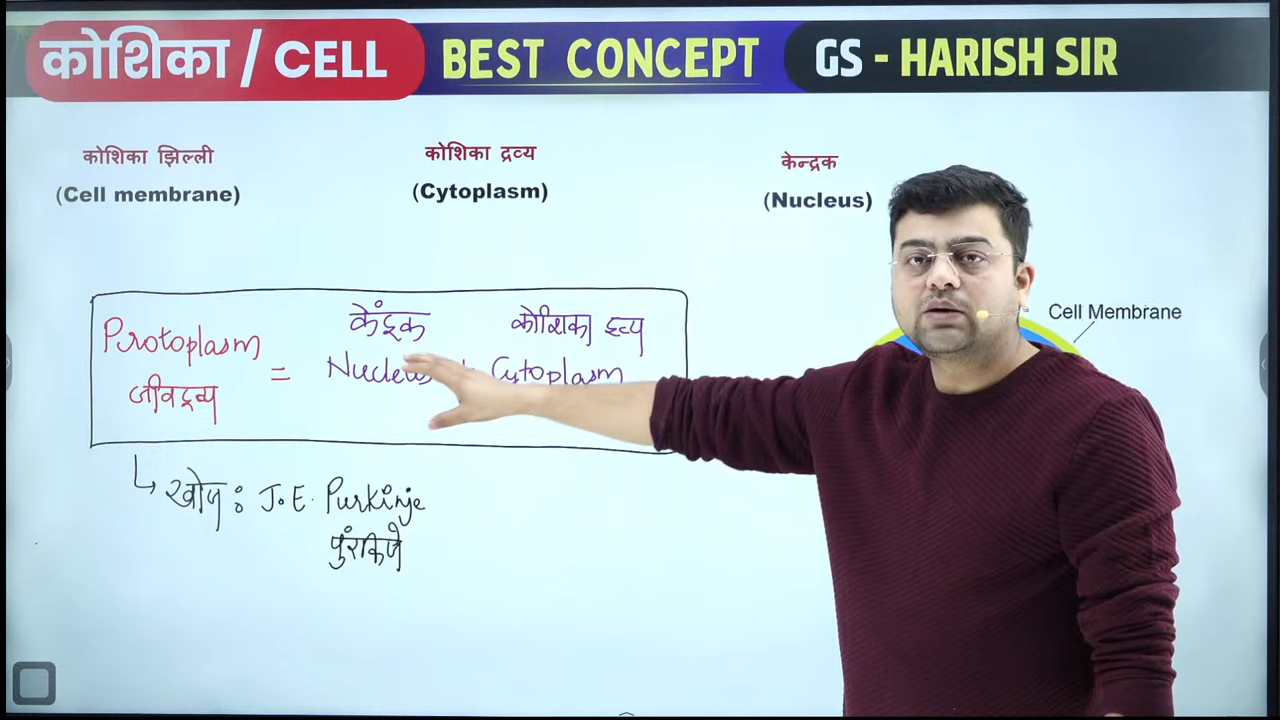 कोशिका / CELL BEST CONCEPT GS - HARISH SIR
कोशिका झिल्ली
(Cell membrane)
कोशिका द्रव्य
(Cytoplasm)
केन्द्रक
(Nucleus)
Protoplasm
जीवद्रव्य
=
केंद्रक
Nucleus
+
कोशिका द्रव्य
Cytoplasm
Cell Membrane
खोज : J.E. Purkinje
पुरंकिंजे